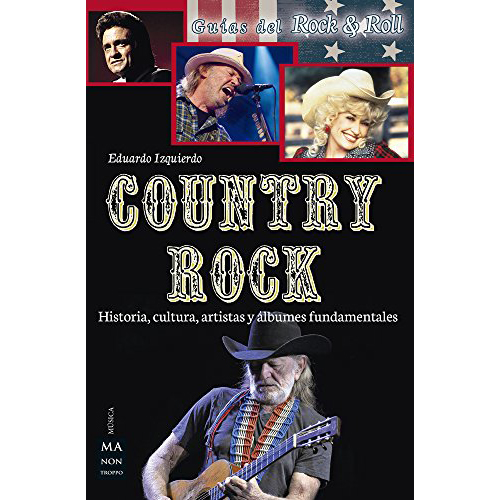 Guías del Rock & Roll
Eduardo Izquierdo
COUNTRY
ROCK
Historia, cultura, artistas y álbumes fundamentales
MÚSICA
MA
NON
TROPPO